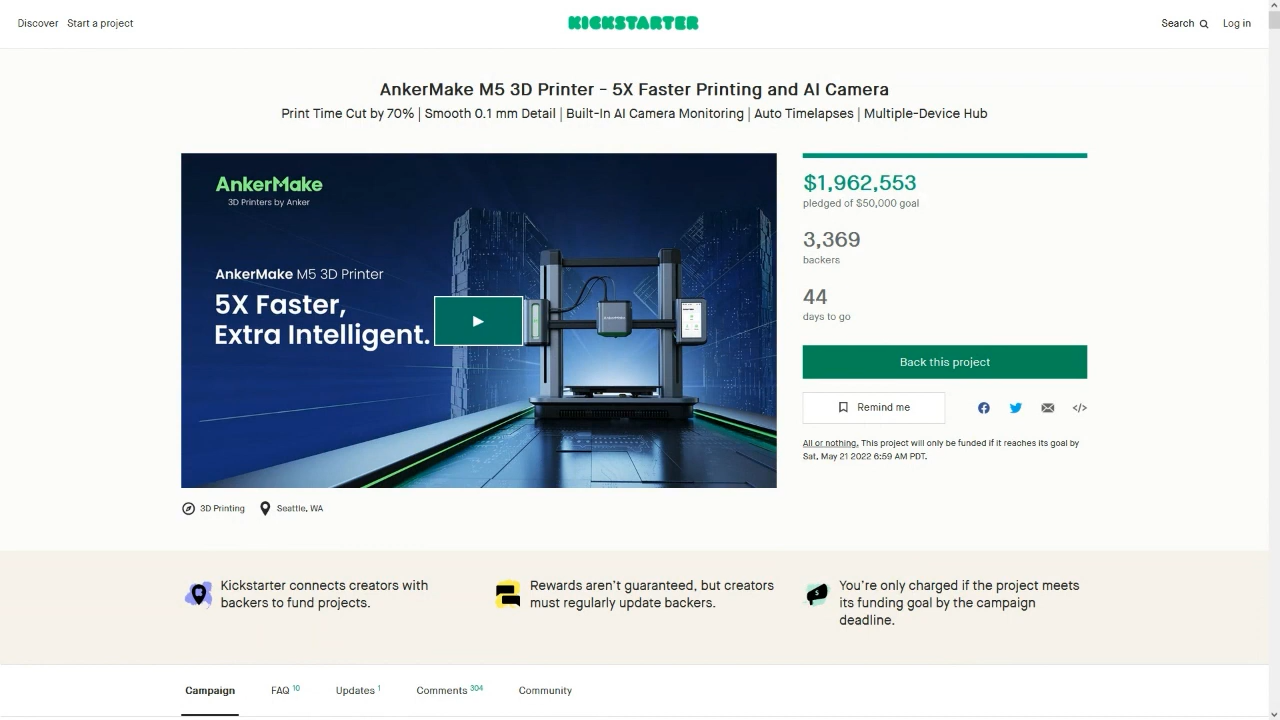 Discover Start a project KICKSTARTER Search Log in
AnkerMake M5 3D Printer - 5X Faster Printing and AI Camera
Print Time Cut by 70% | Smooth 0.1 mm Detail | Built-In AI Camera Monitoring | Auto Timelapses | Multiple-Device Hub
AnkerMake
3D Printers by Anker
AnkerMake M5 3D Printer
5X Faster,
Extra Intelligent.
3D Printing Seattle, WA
$1,962,553
pledged of $50,000 goal
3,369
backers
44
days to go
Back this project
Remind me
All or nothing. This project will only be funded if it reaches its goal by
Sat, May 21 2022 6:59 AM PDT.
Kickstarter connects creators with
backers to fund projects.
Rewards aren't guaranteed, but creators
must regularly update backers.
You're only charged if the project meets
its funding goal by the campaign
deadline.
Campaign FAQ 10 Updates 1 Comments 304 Community